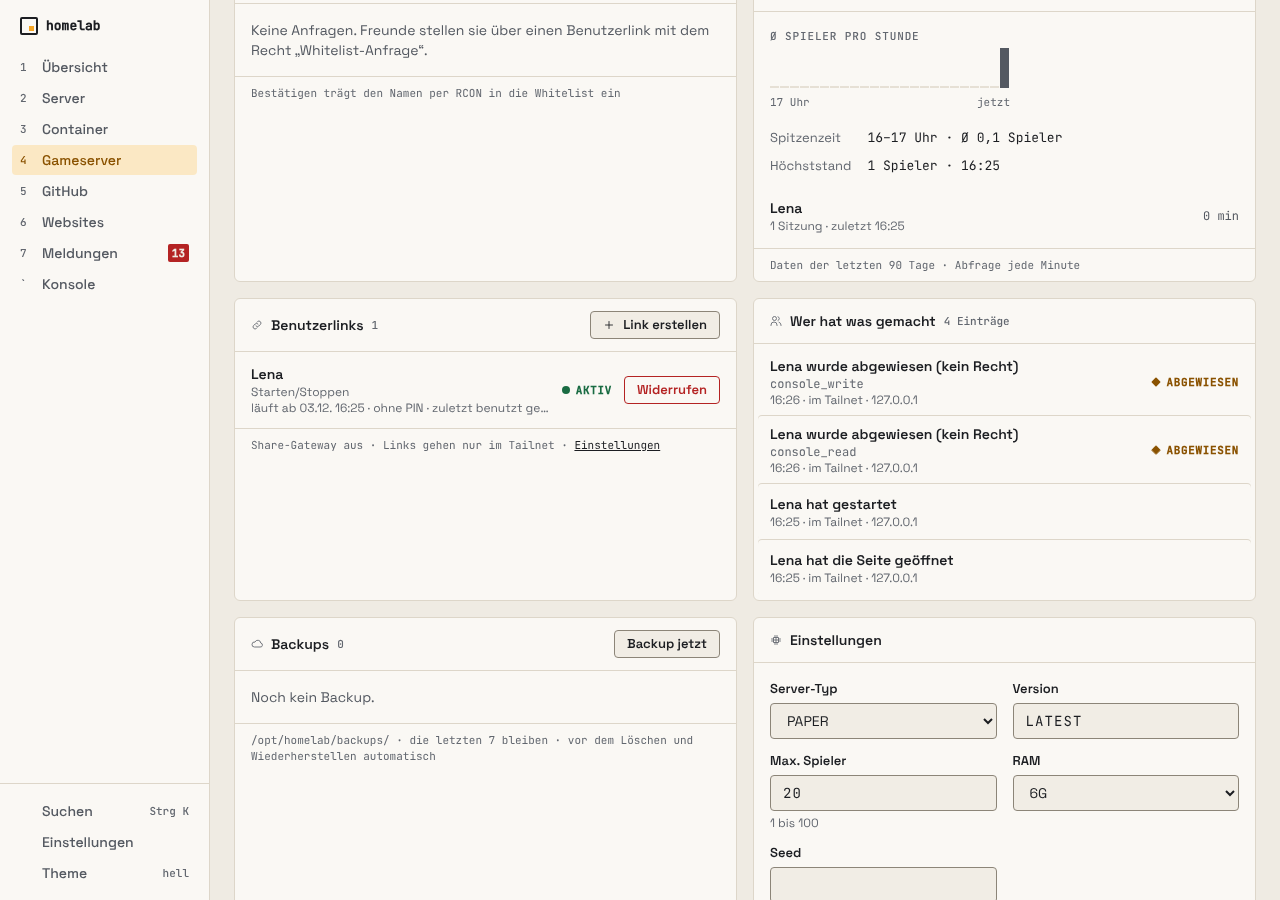 homelab
1 Übersicht
2 Server
3 Container
4 Gameserver
5 GitHub
6 Websites
7 Meldungen 13
` Konsole
Suchen Strg K
Einstellungen
Theme hell
Keine Anfragen. Freunde stellen sie über einen Benutzerlink mit dem
Recht „Whitelist-Anfrage“.
Bestätigen trägt den Namen per RCON in die Whitelist ein
Ø SPIELER PRO STUNDE
17 Uhr jetzt
Spitzenzeit 16–17 Uhr · Ø 0,1 Spieler
Höchststand 1 Spieler · 16:25
Lena
1 Sitzung · zuletzt 16:25
0 min
Daten der letzten 90 Tage · Abfrage jede Minute
Benutzerlinks 1
+ Link erstellen
Lena
Starten/Stoppen
läuft ab 03.12. 16:25 · ohne PIN · zuletzt benutzt ge…
AKTIV
Widerrufen
Share-Gateway aus · Links gehen nur im Tailnet · Einstellungen
Wer hat was gemacht 4 Einträge
Lena wurde abgewiesen (kein Recht)
console_write
16:26 · im Tailnet · 127.0.0.1
ABGEWIESEN
Lena wurde abgewiesen (kein Recht)
console_read
16:26 · im Tailnet · 127.0.0.1
ABGEWIESEN
Lena hat gestartet
16:25 · im Tailnet · 127.0.0.1
Lena hat die Seite geöffnet
16:25 · im Tailnet · 127.0.0.1
Backups 0
Backup jetzt
Noch kein Backup.
/opt/homelab/backups/ · die letzten 7 bleiben · vor dem Löschen und
Wiederherstellen automatisch
Einstellungen
Server-Typ Version
PAPER LATEST
Max. Spieler RAM
20 6G
1 bis 100
Seed